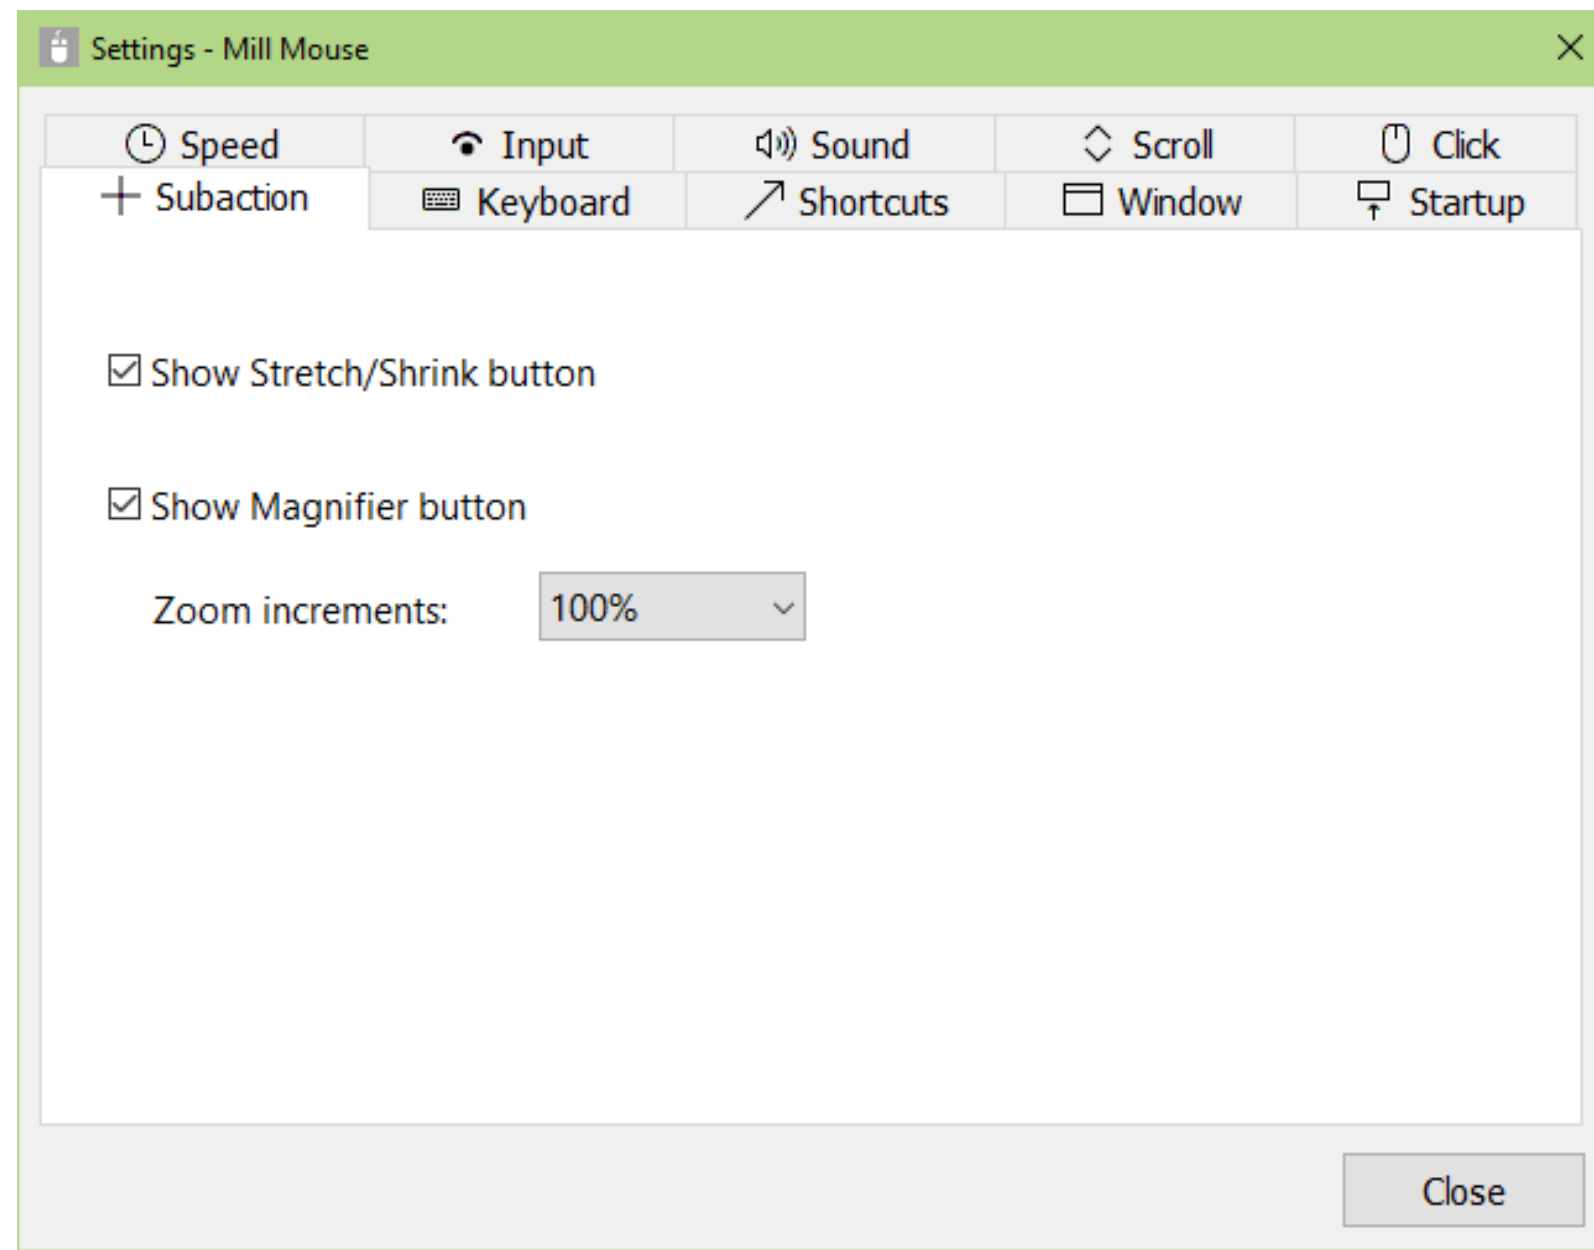 Settings - Mill Mouse
Speed Input Sound Scroll Click
Subaction Keyboard Shortcuts Window Startup
Show Stretch/Shrink button
Show Magnifier button
Zoom increments: 100%
Close